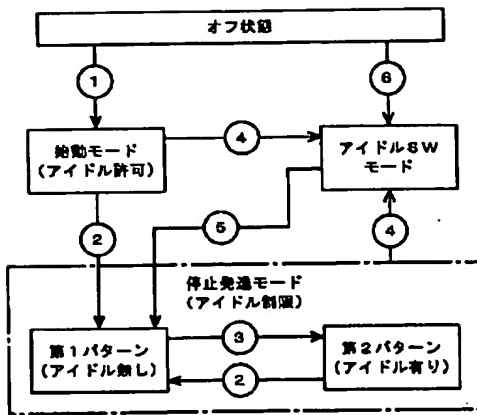 オフ状態
①
⑥
始動モード
(アイドル許可)
④
アイドルSW
モード
②
⑤
④
停止発進モード
(アイドル制限)
第1パターン
(アイドル無し)
③
②
第2パターン
(アイドル有り)